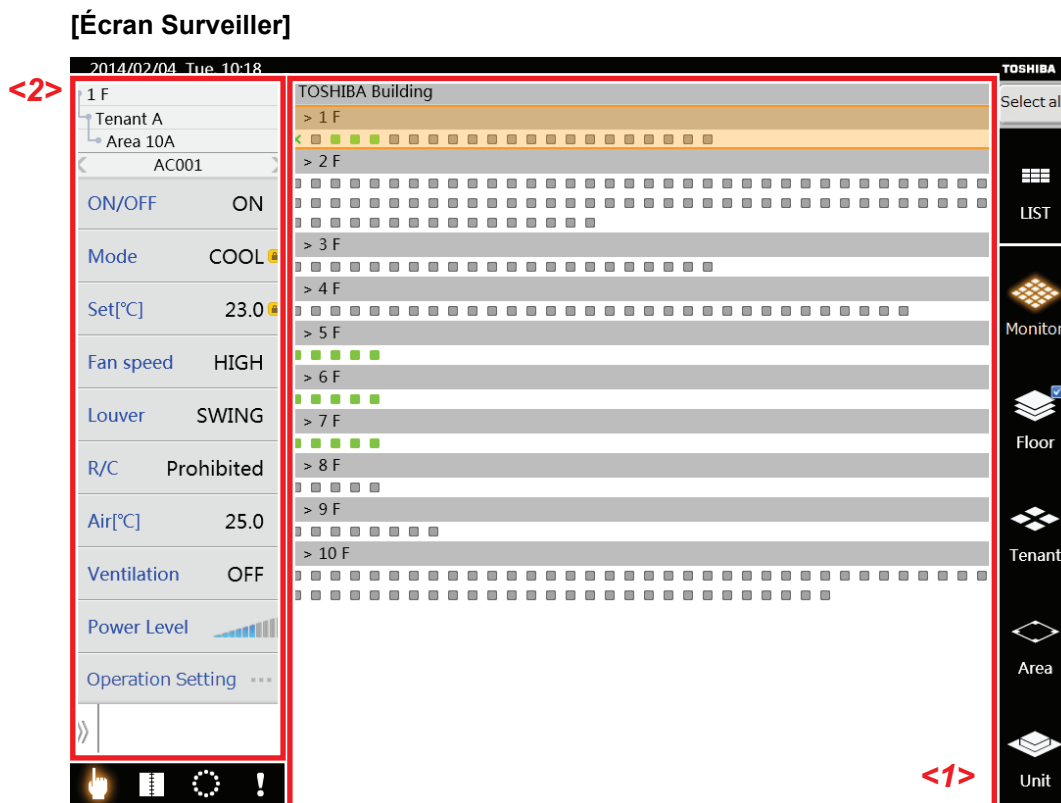 [Écran Surveiller]
2014/02/04 Tue. 10:18
TOSHIBA
<2>
1 F
Tenant A
Area 10A
AC001
ON/OFF ON
Mode COOL
Set[°C] 23.0
Fan speed HIGH
Louver SWING
R/C Prohibited
Air[°C] 25.0
Ventilation OFF
Power Level
Operation Setting
TOSHIBA Building
> 1 F
> 2 F
> 3 F
> 4 F
> 5 F
> 6 F
> 7 F
> 8 F
> 9 F
> 10 F
<1>
Select al
LIST
Monitor
Floor
Tenant
Area
Unit